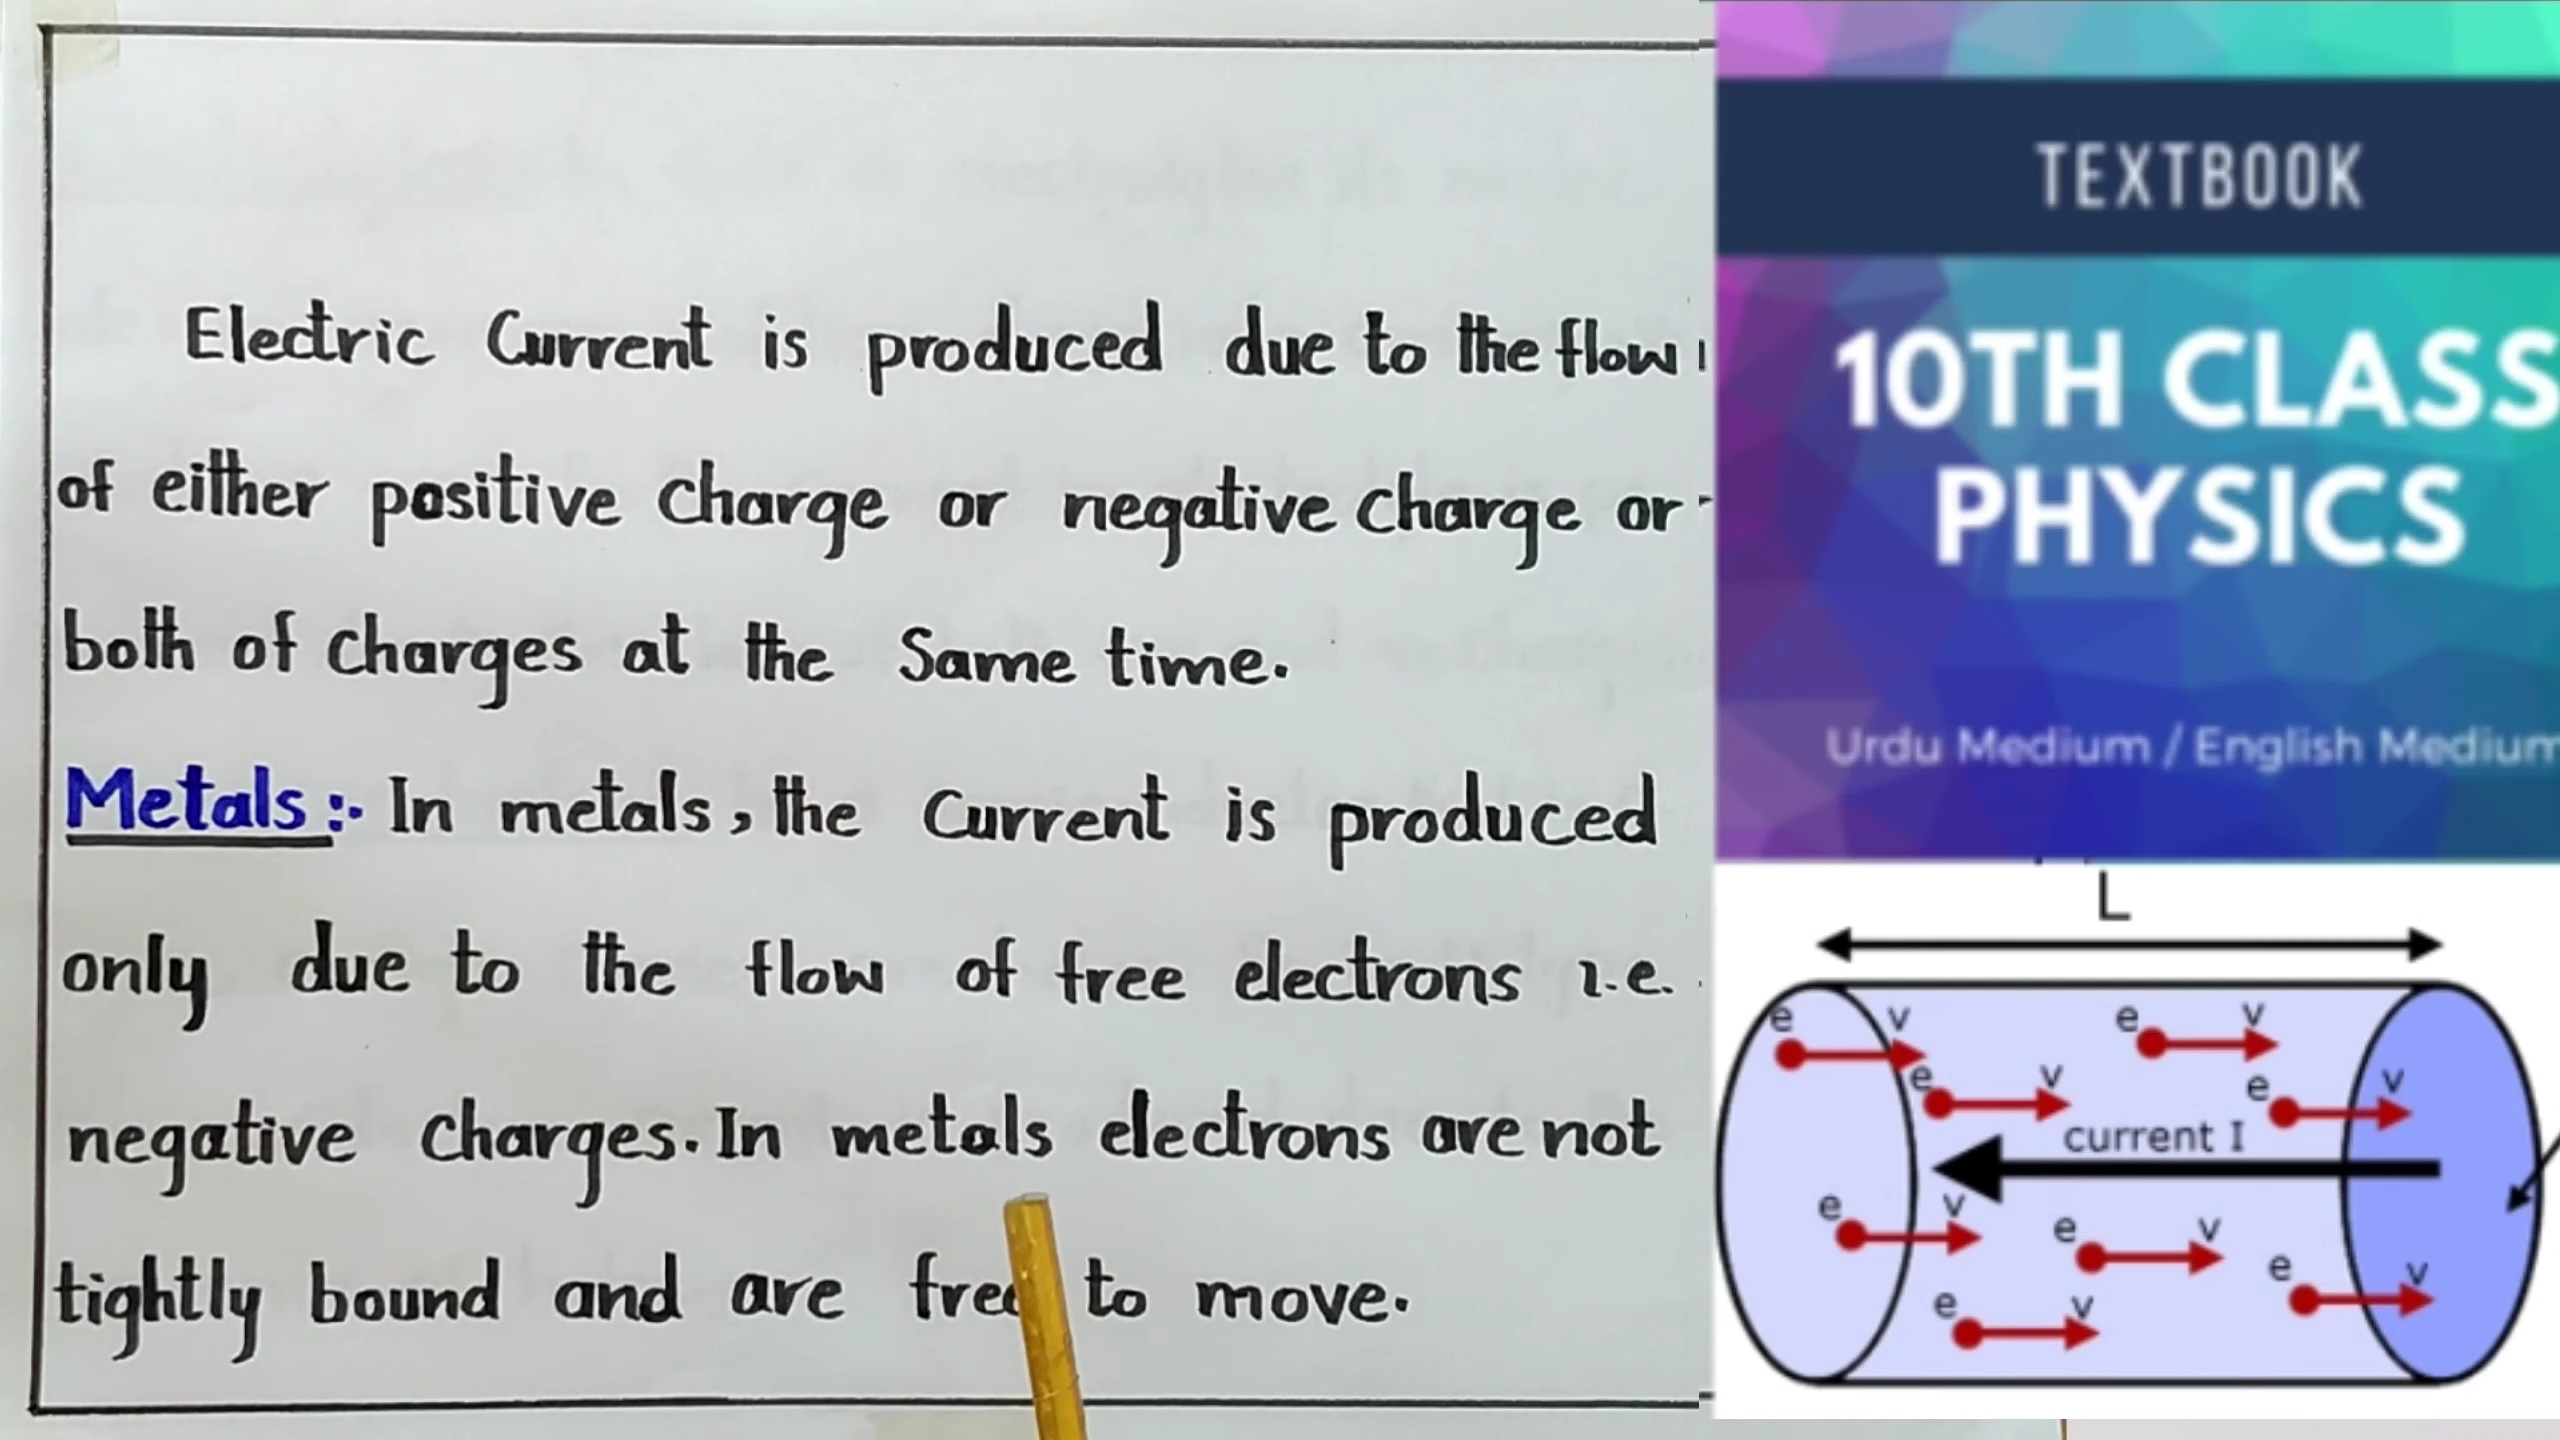 Electric Current is produced due to the flow
of either positive charge or negative charge or
both of charges at the Same time.
Metals:- In metals, the Current is produced
only due to the flow of free electrons i.e.
negative charges. In metals electrons are not
tightly bound and are free to move.
TEXTBOOK
10TH CLASS
PHYSICS
Urdu Medium / English Medium
L
e v e v
e v e v
current I
e v e v e v
e v